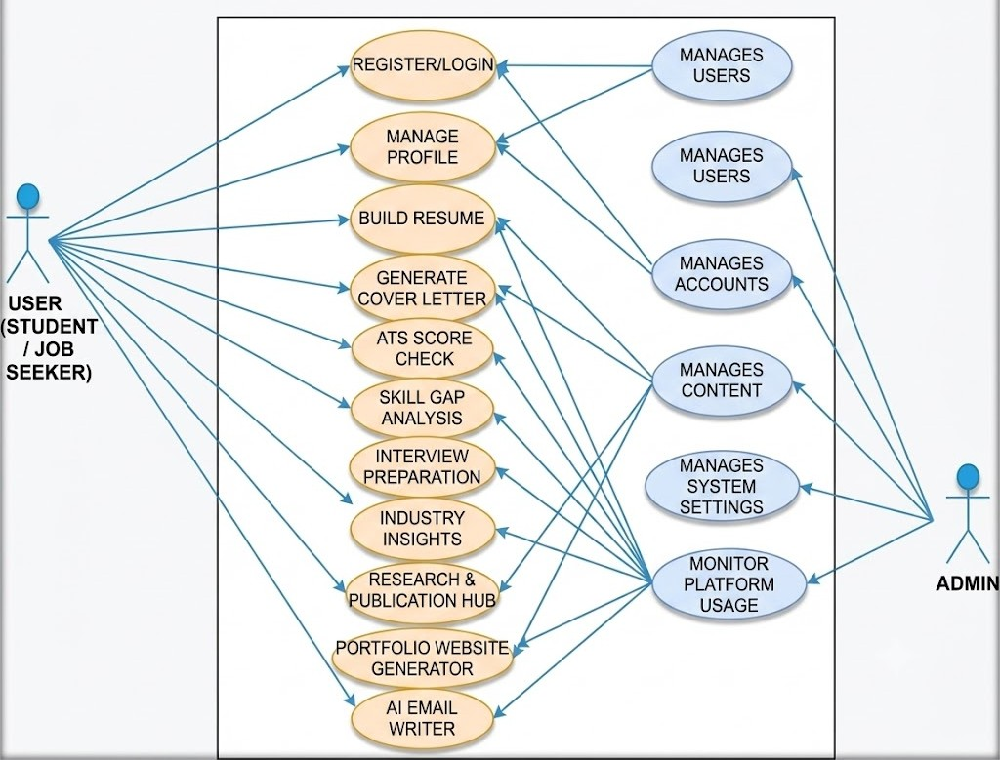 REGISTER/LOGIN
MANAGE
PROFILE
BUILD RESUME
GENERATE
COVER LETTER
ATS SCORE
CHECK
SKILL GAP
ANALYSIS
INTERVIEW
PREPARATION
INDUSTRY
INSIGHTS
RESEARCH &
PUBLICATION HUB
PORTFOLIO WEBSITE
GENERATOR
AI EMAIL
WRITER
MANAGES
USERS
MANAGES
USERS
MANAGES
ACCOUNTS
MANAGES
CONTENT
MANAGES
SYSTEM
SETTINGS
MONITOR
PLATFORM
USAGE
USER
(STUDENT
/ JOB
SEEKER)
ADMIN